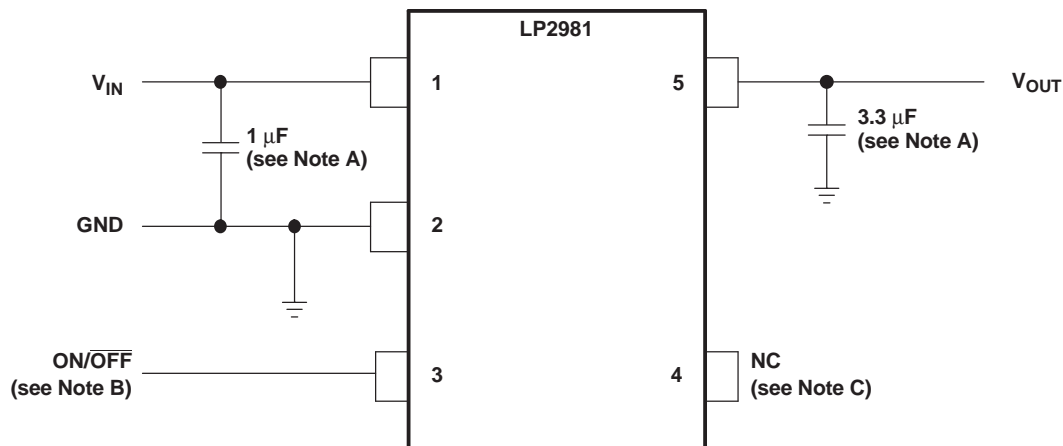 LP2981
V_IN
1
5
V_OUT
1 μF
(see Note A)
3.3 μF
(see Note A)
GND
2
ON/O̅F̅F̅
(see Note B)
3
4
NC
(see Note C)